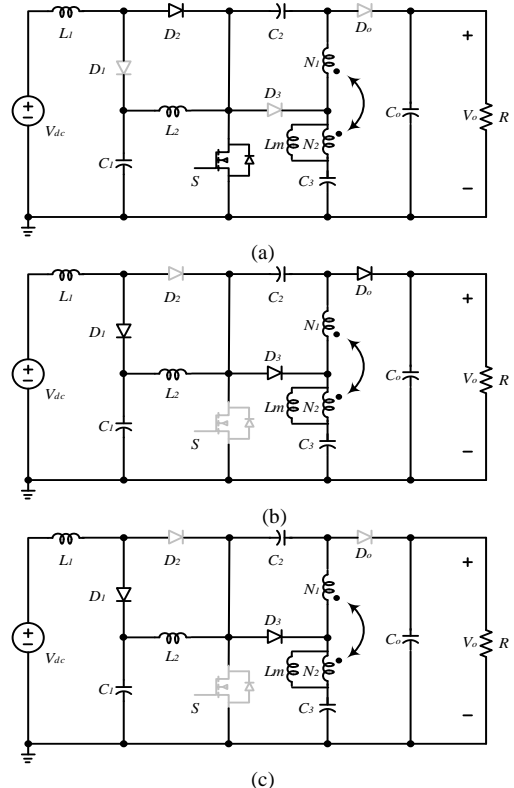 L1
D2
C2
Do
D1
N1
+
Vdc
L2
D3
Lm
N2
Co
Vo
R
C1
S
C3
−
(a)
L1
D2
C2
Do
D1
N1
+
Vdc
L2
D3
Lm
N2
Co
Vo
R
C1
S
C3
−
(b)
L1
D2
C2
Do
D1
N1
+
Vdc
L2
D3
Lm
N2
Co
Vo
R
C1
S
C3
−
(c)